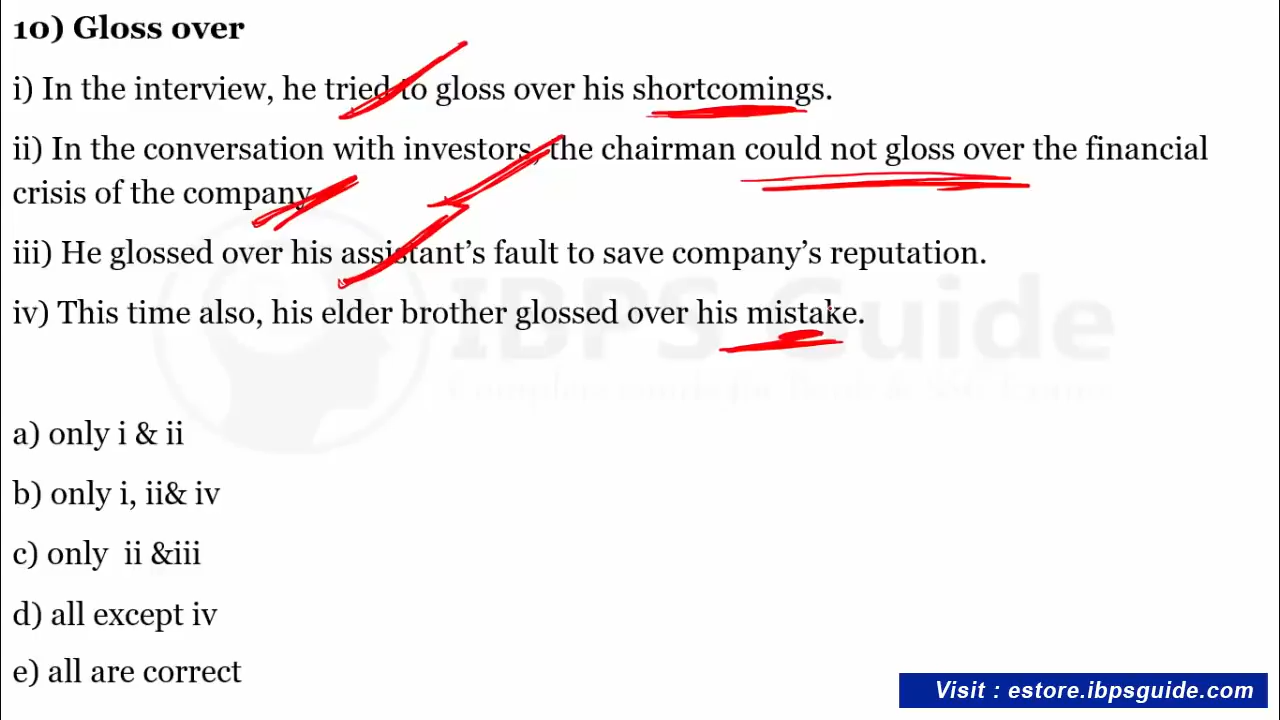 10) Gloss over
i) In the interview, he tried to gloss over his shortcomings.
ii) In the conversation with investors, the chairman could not gloss over the financial
crisis of the company.
iii) He glossed over his assistant's fault to save company's reputation.
iv) This time also, his elder brother glossed over his mistake.
IBPS Guide
a) only i & ii
b) only i, ii& iv
c) only  ii &iii
d) all except iv
e) all are correct
Visit : estore.ibpsguide.com